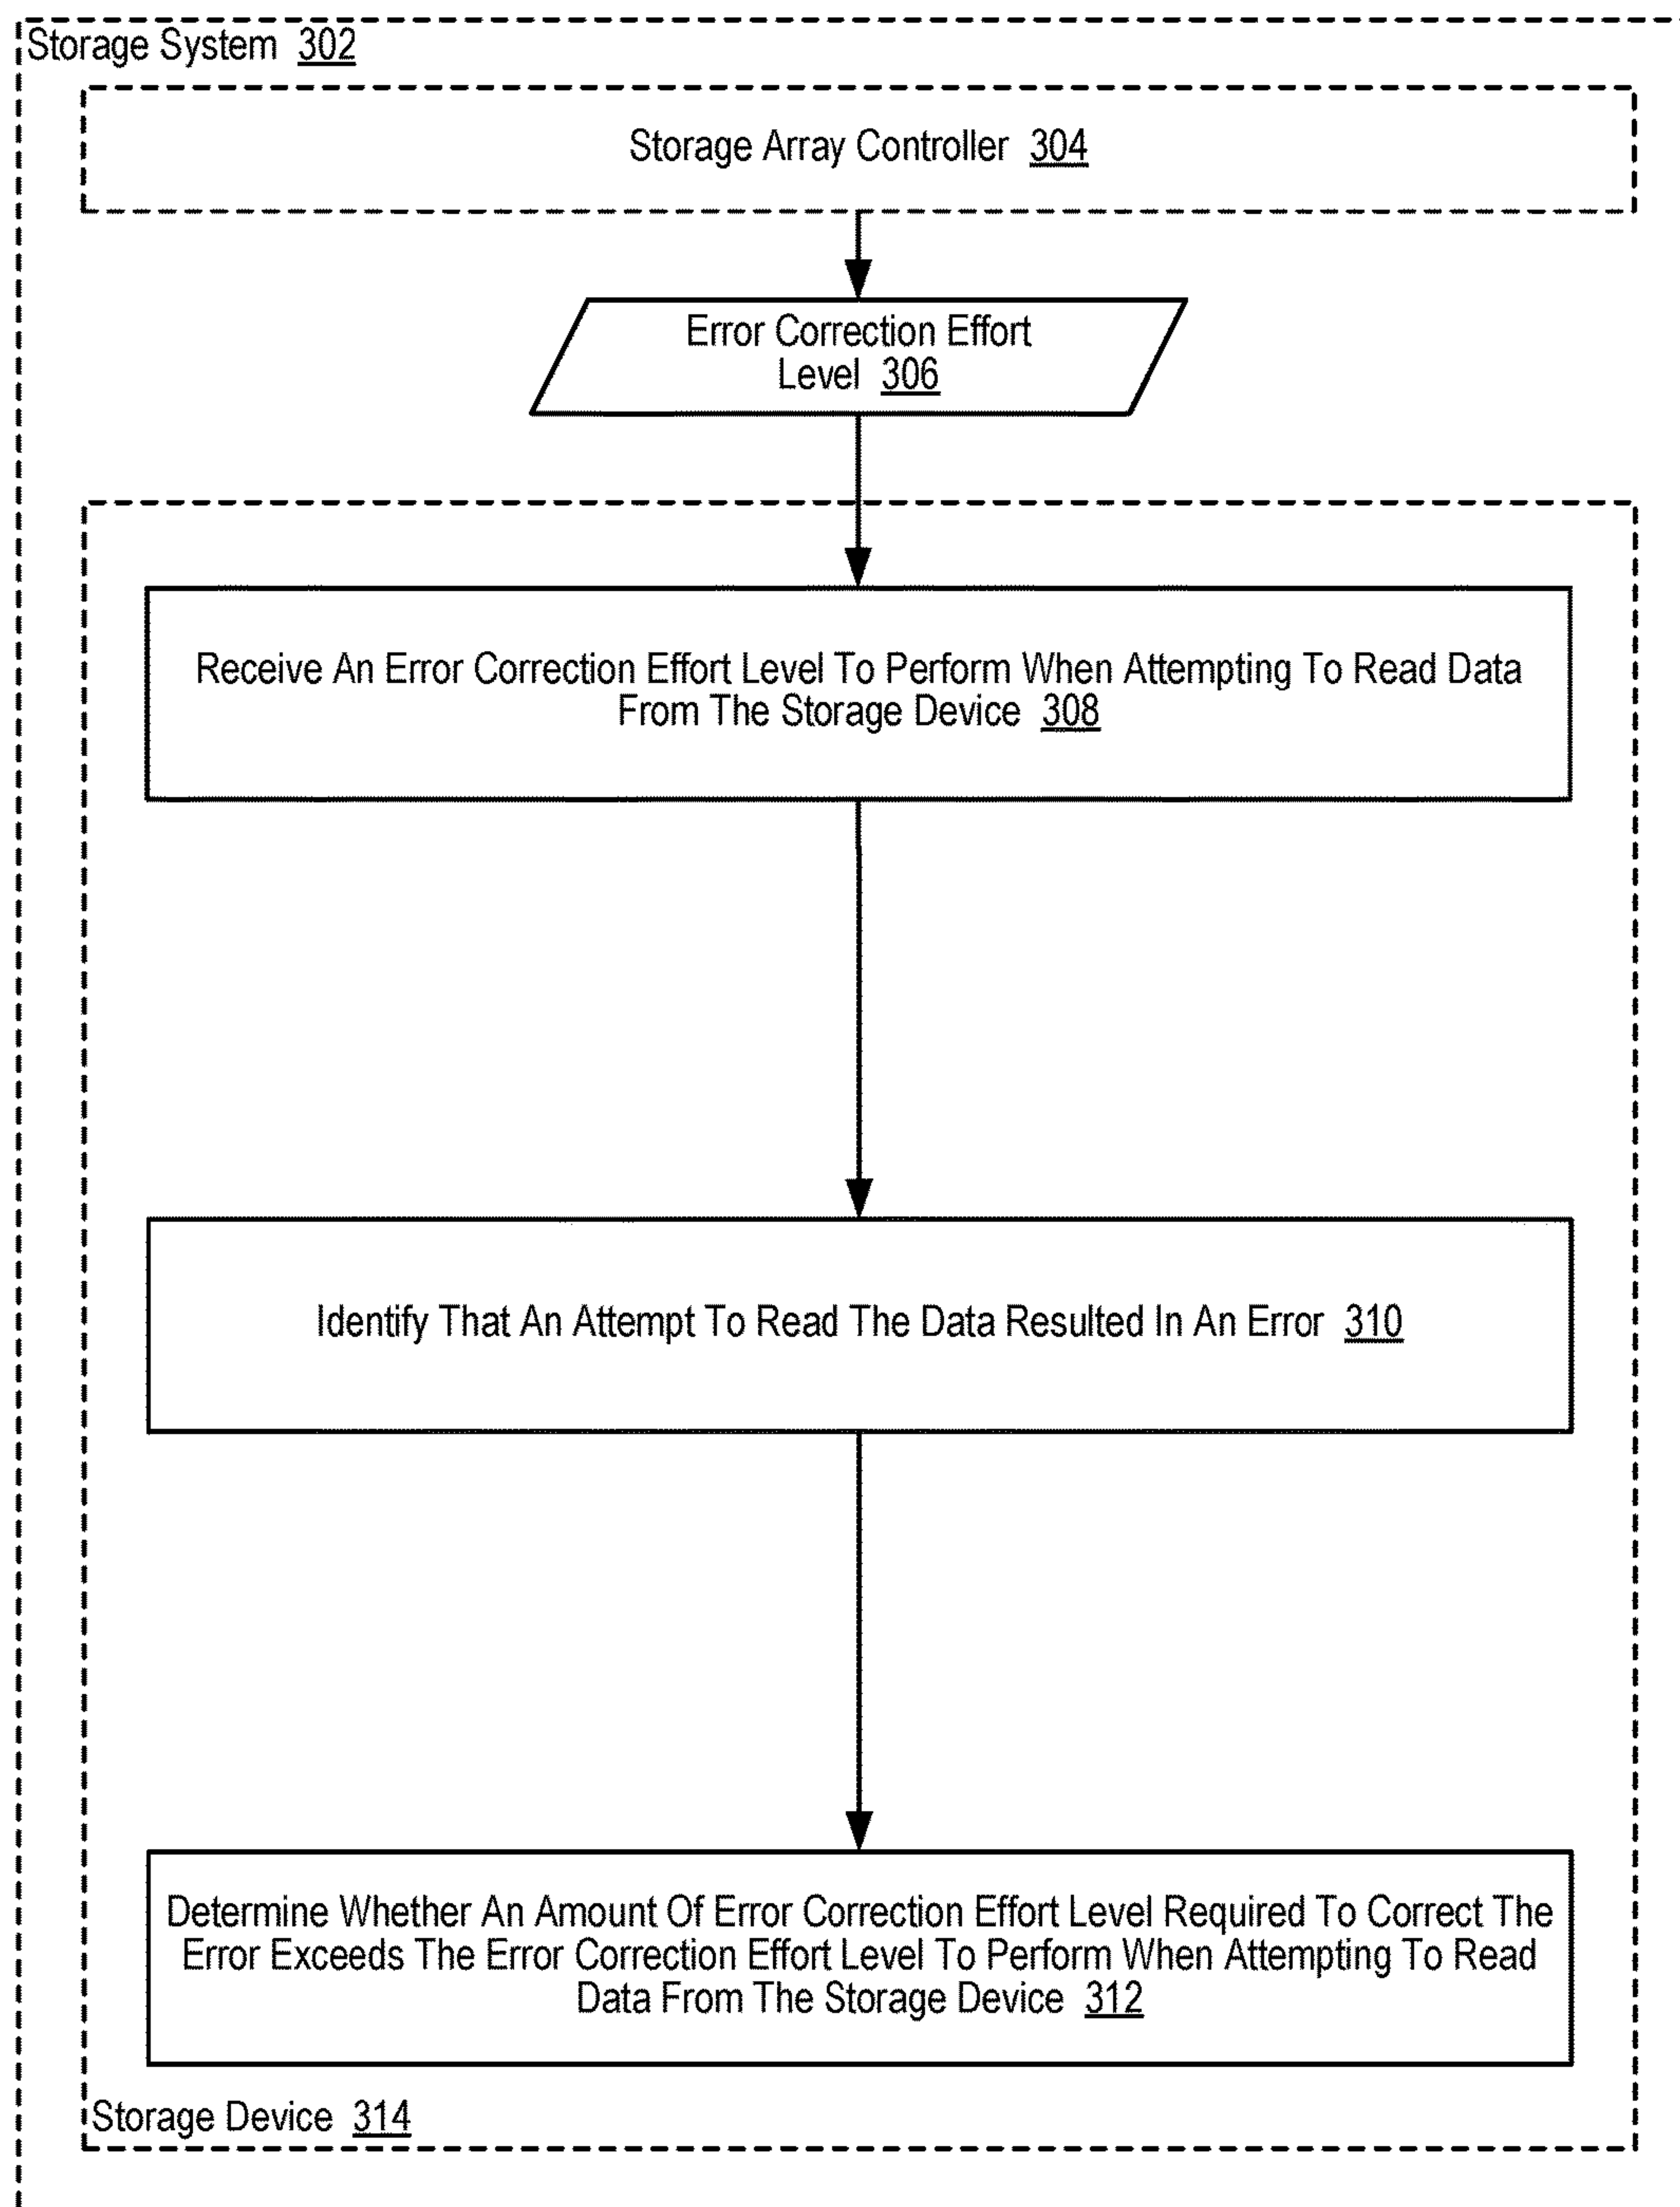 Storage System 302
Storage Array Controller 304
Error Correction Effort
Level 306
Receive An Error Correction Effort Level To Perform When Attempting To Read Data
From The Storage Device 308
Identify That An Attempt To Read The Data Resulted In An Error 310
Determine Whether An Amount Of Error Correction Effort Level Required To Correct The
Error Exceeds The Error Correction Effort Level To Perform When Attempting To Read
Data From The Storage Device 312
Storage Device 314